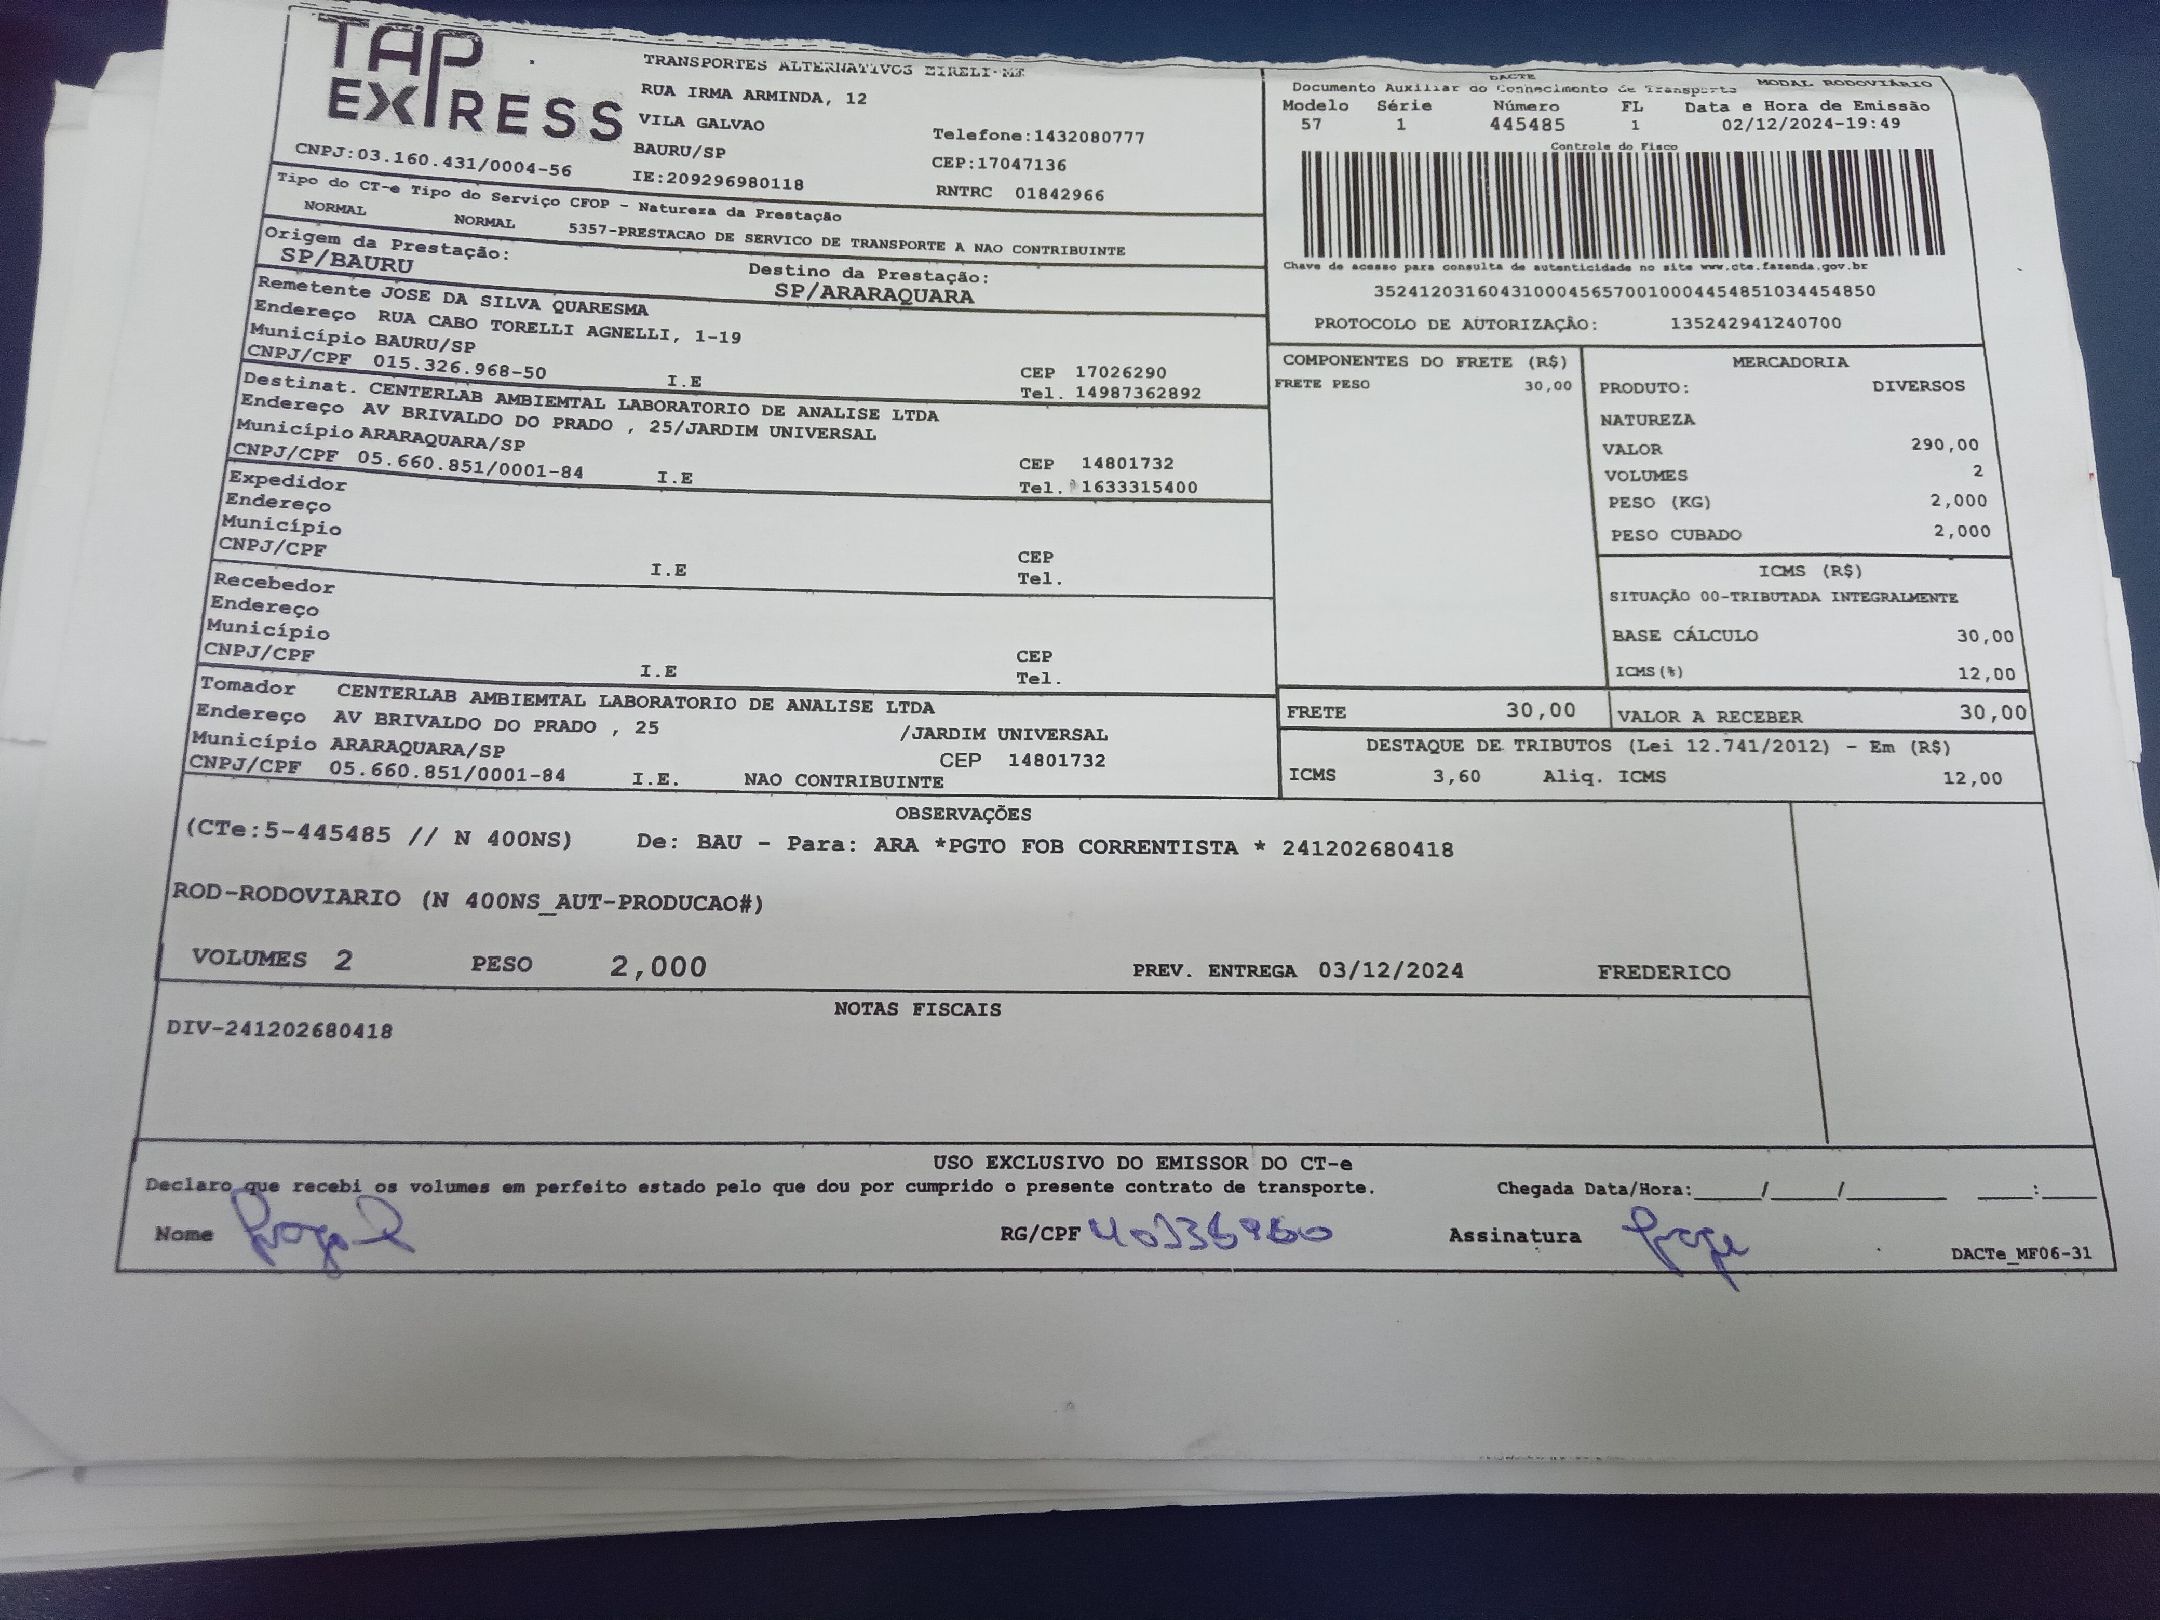 TAP
EXPRESS
CNPJ:03.160.431/0004-56
TRANSPORTES ALTERNATIVOS EIRELI-ME
RUA IRMA ARMINDA, 12
VILA GALVAO
BAURU/SP
IE:209296980118
Telefone:1432080777
CEP:17047136
RNTRC 01842966
DACTE MODAL RODOVIÁRIO
Documento Auxiliar do Conhecimento de Transporte
Modelo Série Número FL Data e Hora de Emissão
57 1 445485 1 02/12/2024-19:49
Controle do Fisco
Chave de acesso para consulta de autenticidade no site www.cte.fazenda.gov.br
35241203160431000456570010004454851034454850
PROTOCOLO DE AUTORIZAÇÃO: 135242941240700
Tipo do CT-e Tipo do Serviço CFOP - Natureza da Prestação
NORMAL NORMAL 5357-PRESTACAO DE SERVICO DE TRANSPORTE A NAO CONTRIBUINTE
Origem da Prestação: Destino da Prestação:
SP/BAURU SP/ARARAQUARA
Remetente JOSE DA SILVA QUARESMA
Endereço RUA CABO TORELLI AGNELLI, 1-19
Município BAURU/SP CEP 17026290
CNPJ/CPF 015.326.968-50 I.E Tel. 14987362892
Destinat. CENTERLAB AMBIEMTAL LABORATORIO DE ANALISE LTDA
Endereço AV BRIVALDO DO PRADO , 25/JARDIM UNIVERSAL
Município ARARAQUARA/SP CEP 14801732
CNPJ/CPF 05.660.851/0001-84 I.E Tel. 1633315400
Expedidor
Endereço
Município CEP
CNPJ/CPF I.E Tel.
Recebedor
Endereço
Município CEP
CNPJ/CPF I.E Tel.
Tomador CENTERLAB AMBIEMTAL LABORATORIO DE ANALISE LTDA
Endereço AV BRIVALDO DO PRADO , 25 /JARDIM UNIVERSAL
Município ARARAQUARA/SP CEP 14801732
CNPJ/CPF 05.660.851/0001-84 I.E. NAO CONTRIBUINTE
COMPONENTES DO FRETE (R$)
FRETE PESO 30,00
MERCADORIA
PRODUTO: DIVERSOS
NATUREZA
VALOR 290,00
VOLUMES 2
PESO (KG) 2,000
PESO CUBADO 2,000
ICMS (R$)
SITUAÇÃO 00-TRIBUTADA INTEGRALMENTE
BASE CÁLCULO 30,00
ICMS(%) 12,00
FRETE 30,00 VALOR A RECEBER 30,00
DESTAQUE DE TRIBUTOS (Lei 12.741/2012) - Em (R$)
ICMS 3,60 Aliq. ICMS 12,00
OBSERVAÇÕES
(CTe:5-445485 // N 400NS) De: BAU - Para: ARA *PGTO FOB CORRENTISTA * 241202680418
ROD-RODOVIARIO (N 400NS_AUT-PRODUCAO#)
VOLUMES 2 PESO 2,000 PREV. ENTREGA 03/12/2024 FREDERICO
NOTAS FISCAIS
DIV-241202680418
USO EXCLUSIVO DO EMISSOR DO CT-e
Declaro que recebi os volumes em perfeito estado pelo que dou por cumprido o presente contrato de transporte. Chegada Data/Hora:_____/_____/_____ ____:____
Nome RG/CPF Assinatura
DACTe_MF06-31